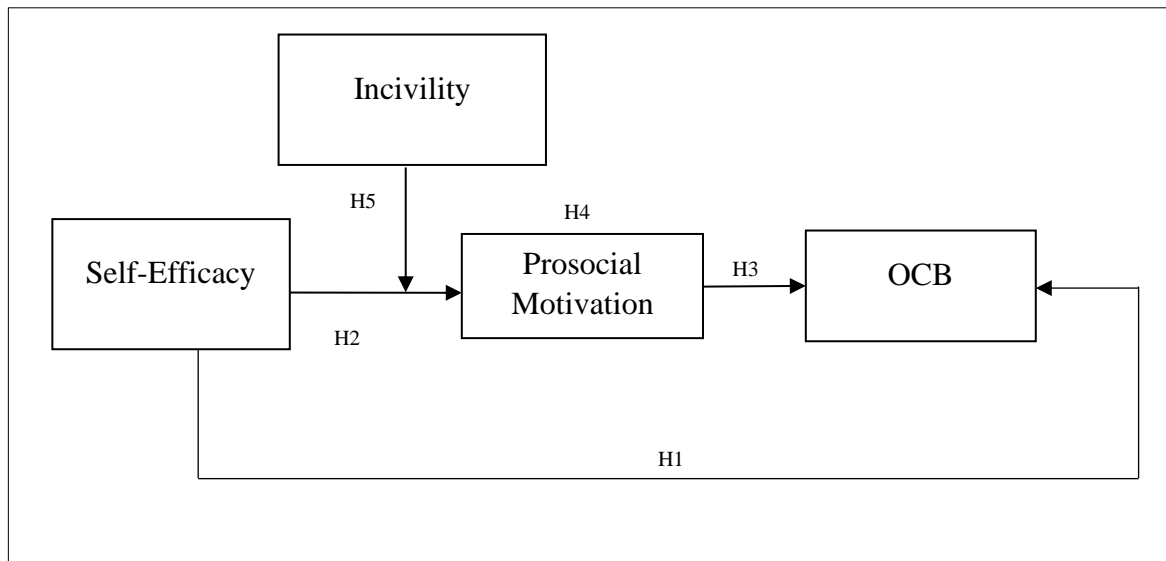 Incivility
H5
H4
Self-Efficacy
Prosocial
Motivation
H3
OCB
H2
H1